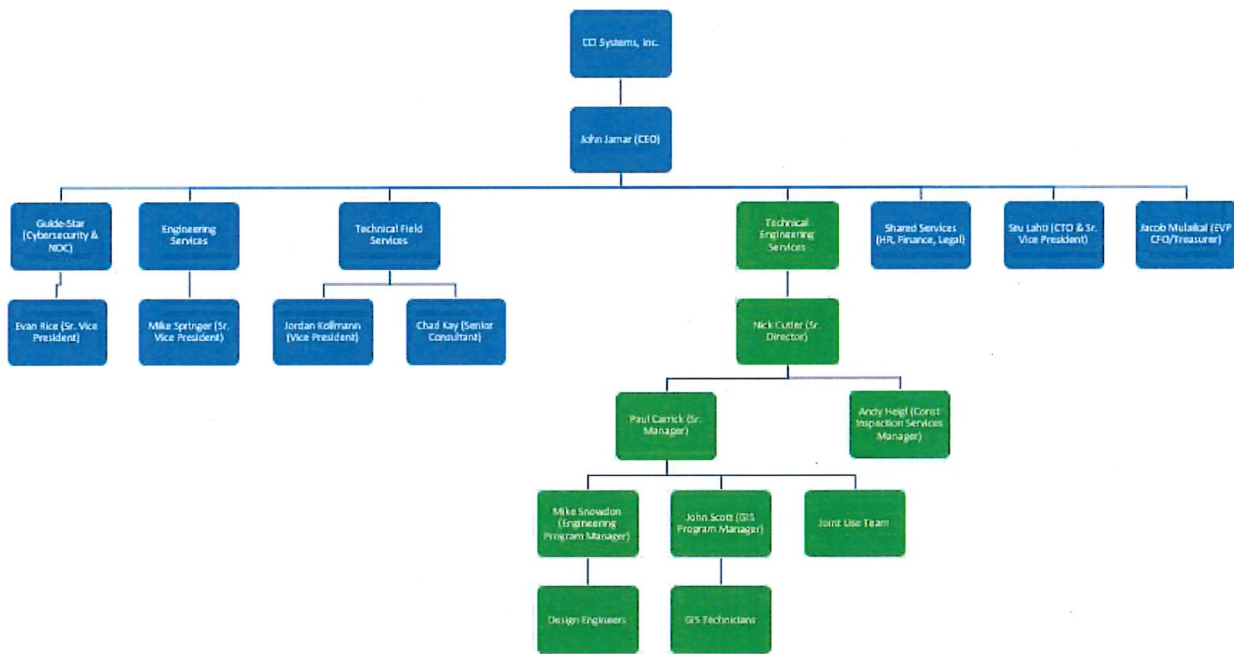 CCI Systems, Inc.
John Jamar (CEO)
Guide-Star
(Cybersecurity &
NOC)
Engineering
Services
Technical Field
Services
Technical
Engineering
Services
Shared Services
(HR, Finance, Legal)
Stu Lahti (CTO & Sr.
Vice President)
Jacob Mulaikal (EVP
CFO/Treasurer)
Evan Rice (Sr. Vice
President)
Mike Springer (Sr.
Vice President)
Jordan Kollmann
(Vice President)
Chad Kay (Senior
Consultant)
Nick Cutler (Sr.
Director)
Paul Carrick (Sr.
Manager)
Andy Heigl (Const
Inspection Services
Manager)
Mike Snowdon
(Engineering
Program Manager)
John Scott (GIS
Program Manager)
Joint Use Team
Design Engineers
GIS Technicians